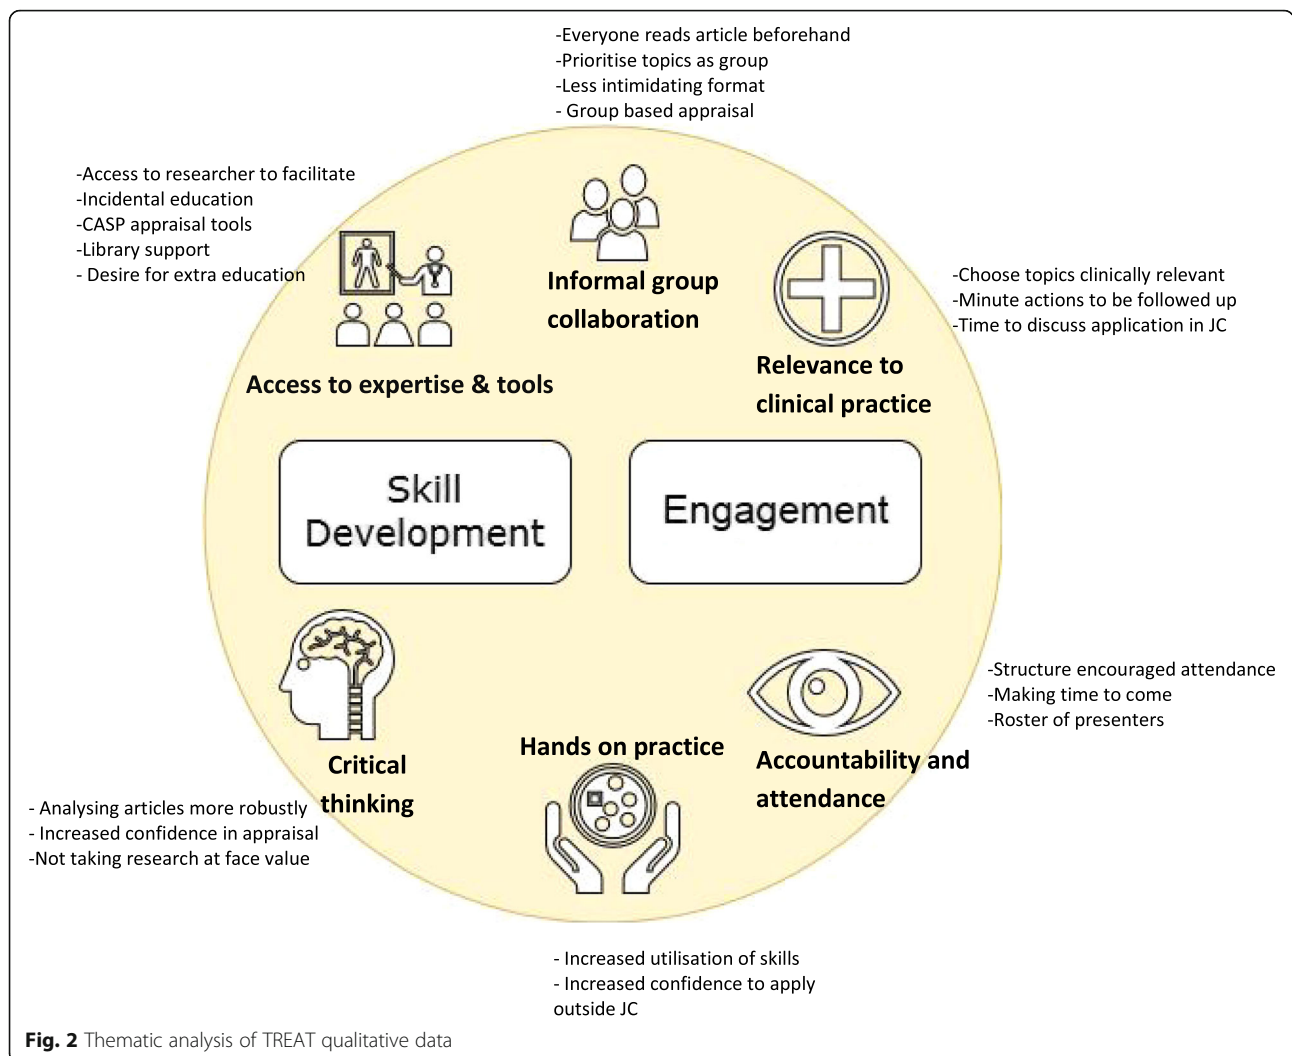 -Everyone reads article beforehand
-Prioritise topics as group
-Less intimidating format
- Group based appraisal
-Access to researcher to facilitate
-Incidental education
-CASP appraisal tools
-Library support
- Desire for extra education
Informal group
collaboration
-Choose topics clinically relevant
-Minute actions to be followed up
-Time to discuss application in JC
Access to expertise & tools
Relevance to
clinical practice
Skill
Development
Engagement
-Structure encouraged attendance
-Making time to come
-Roster of presenters
Hands on practice
Accountability and
attendance
Critical
thinking
- Analysing articles more robustly
- Increased confidence in appraisal
-Not taking research at face value
- Increased utilisation of skills
- Increased confidence to apply
outside JC
Fig. 2 Thematic analysis of TREAT qualitative data